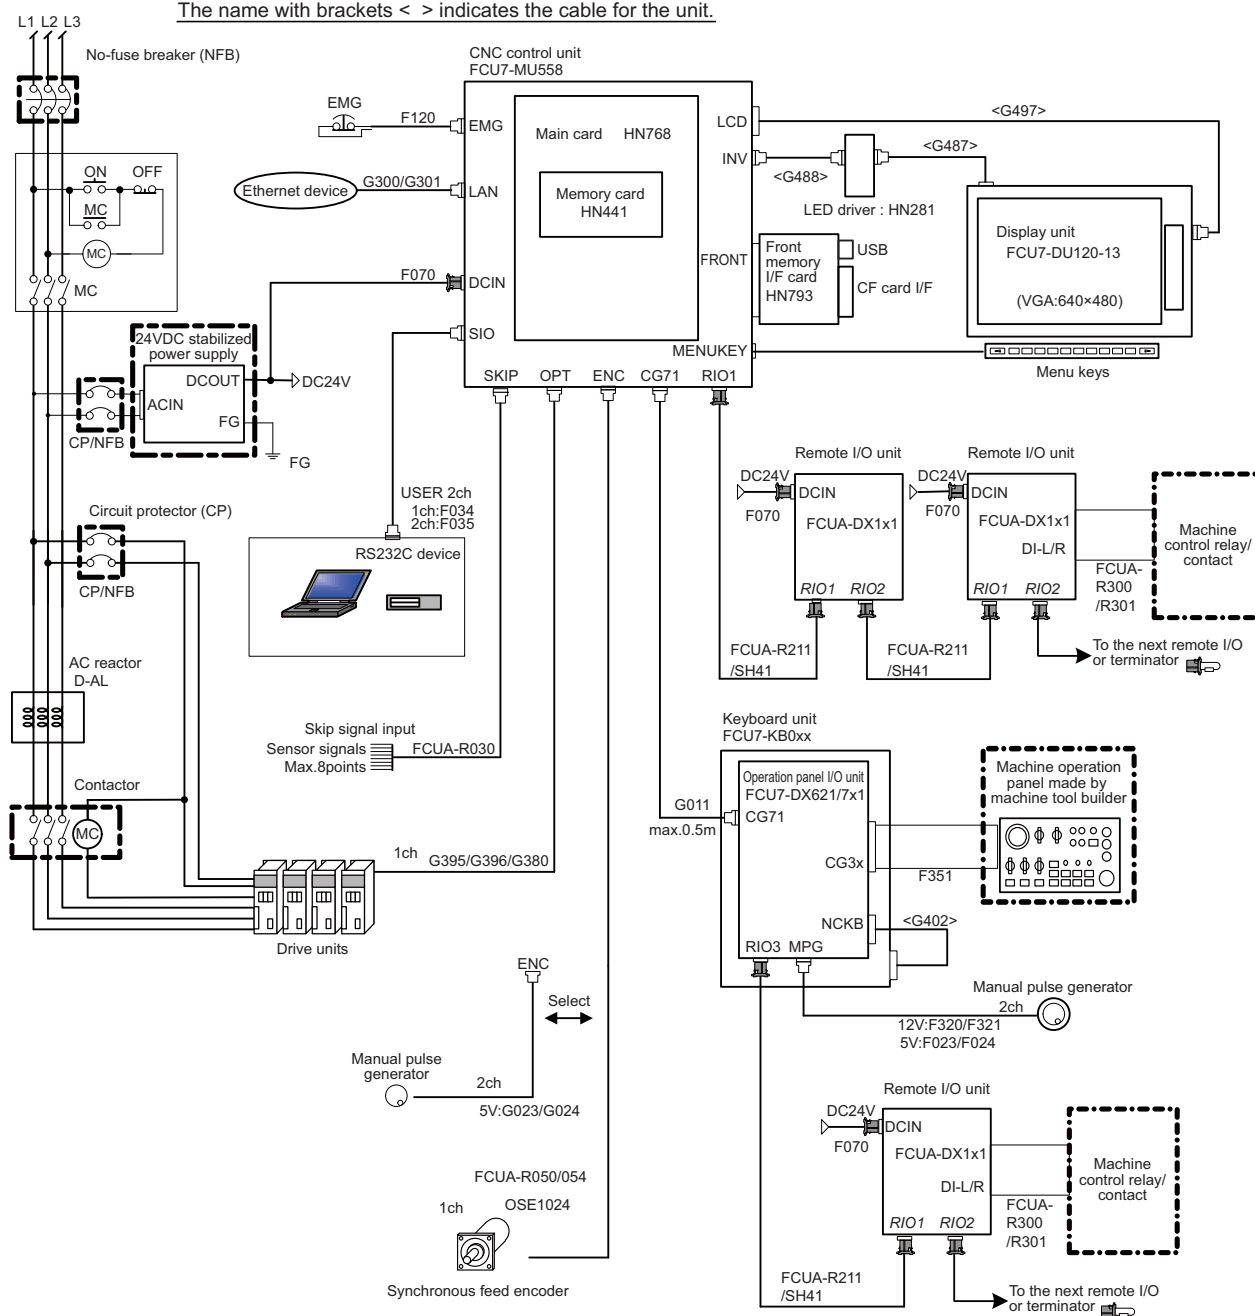 The name with brackets < > indicates the cable for the unit.
L1 L2 L3
No-fuse breaker (NFB)
ON
OFF
MC
MC
MC
24VDC stabilized
power supply
DCOUT
DC24V
ACIN
FG
CP/NFB
FG
Circuit protector (CP)
CP/NFB
AC reactor
D-AL
Contactor
MC
Drive units
1ch
G395/G396/G380
CNC control unit
FCU7-MU558
EMG
F120
EMG
Ethernet device
G300/G301
LAN
F070
DCIN
SIO
Main card HN768
Memory card
HN441
LCD
INV
FRONT
MENUKEY
SKIP
OPT
ENC
CG71
RIO1
<G497>
<G487>
<G488>
LED driver : HN281
Front
memory
I/F card
HN793
USB
CF card I/F
Display unit
FCU7-DU120-13
(VGA:640×480)
Menu keys
USER 2ch
1ch:F034
2ch:F035
RS232C device
Skip signal input
Sensor signals
Max.8points
FCUA-R030
Remote I/O unit
DC24V
DCIN
F070
FCUA-DX1x1
RIO1
RIO2
FCUA-R211
/SH41
Remote I/O unit
DC24V
DCIN
F070
FCUA-DX1x1
DI-L/R
RIO1
RIO2
FCUA-R211
/SH41
FCUA-
R300
/R301
Machine
control relay/
contact
To the next remote I/O
or terminator
Keyboard unit
FCU7-KB0xx
Operation panel I/O unit
FCU7-DX621/7x1
G011
max.0.5m
CG71
CG3x
F351
NCKB
<G402>
RIO3
MPG
Machine operation
panel made by
machine tool builder
Manual pulse generator
2ch
12V:F320/F321
5V:F023/F024
ENC
Select
Manual pulse
generator
2ch
5V:G023/G024
FCUA-R050/054
1ch
OSE1024
Synchronous feed encoder
Remote I/O unit
DC24V
DCIN
F070
FCUA-DX1x1
DI-L/R
RIO1
RIO2
FCUA-
R300
/R301
Machine
control relay/
contact
FCUA-R211
/SH41
To the next remote I/O
or terminator